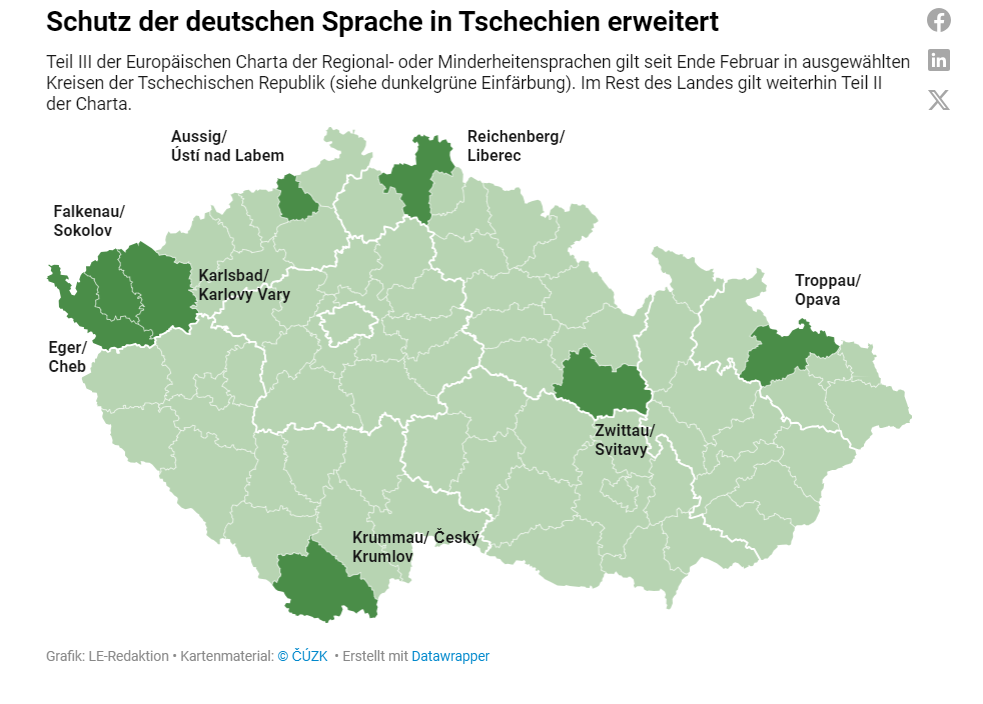 Schutz der deutschen Sprache in Tschechien erweitert
Teil III der Europäischen Charta der Regional- oder Minderheitensprachen gilt seit Ende Februar in ausgewählten
Kreisen der Tschechischen Republik (siehe dunkelgrüne Einfärbung). Im Rest des Landes gilt weiterhin Teil II
der Charta.
Aussig/
Ústí nad Labem
Reichenberg/
Liberec
Falkenau/
Sokolov
Karlsbad/
Karlovy Vary
Troppau/
Opava
Eger/
Cheb
Zwittau/
Svitavy
Krummau/ Český
Krumlov
Grafik: LE-Redaktion • Kartenmaterial: © ČÚZK • Erstellt mit Datawrapper